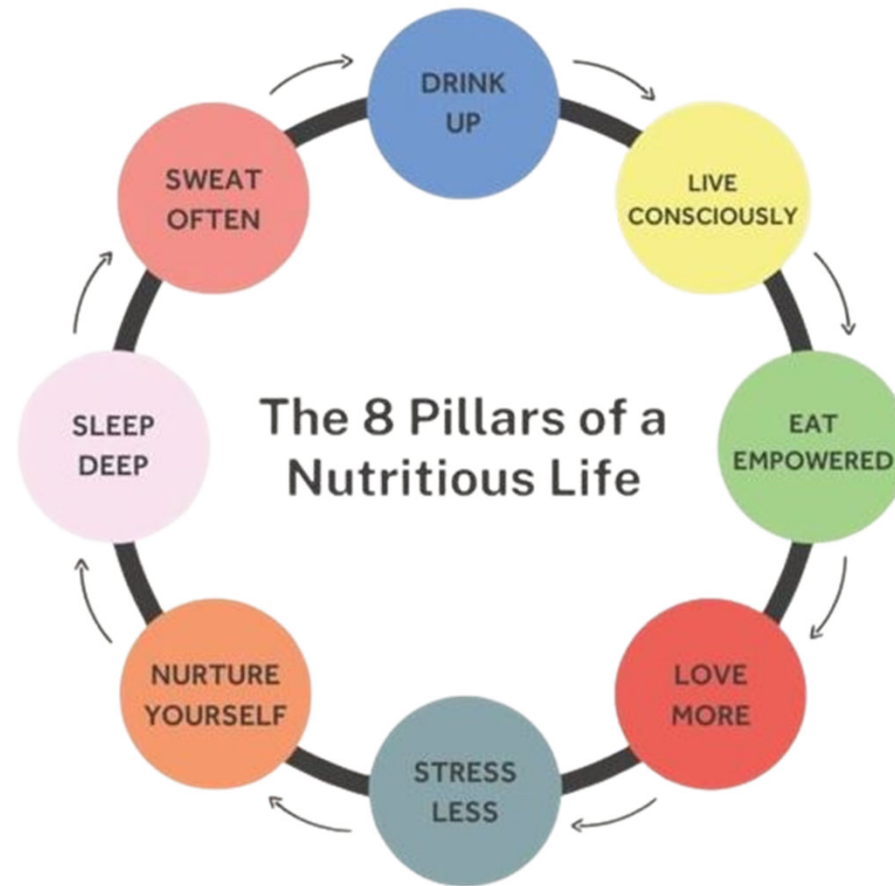 The 8 Pillars of a
Nutritious Life
DRINK
UP
LIVE
CONSCIOUSLY
EAT
EMPOWERED
LOVE
MORE
STRESS
LESS
NURTURE
YOURSELF
SLEEP
DEEP
SWEAT
OFTEN